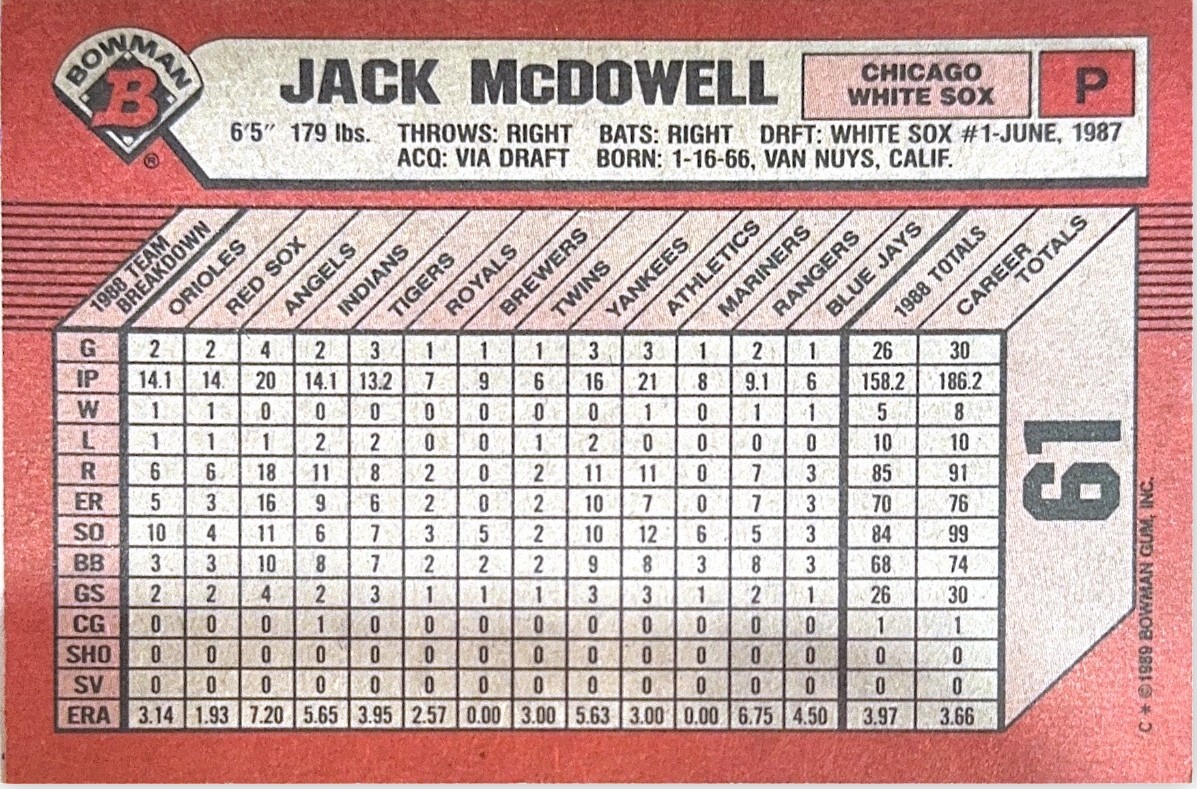 BOWMAN
B
®
JACK McDOWELL
CHICAGO
WHITE SOX
P
6'5" 179 lbs. THROWS: RIGHT BATS: RIGHT DRFT: WHITE SOX #1-JUNE, 1987
ACQ: VIA DRAFT BORN: 1-16-66, VAN NUYS, CALIF.
1988 TEAM
BREAKDOWN
ORIOLES
RED SOX
ANGELS
INDIANS
TIGERS
ROYALS
BREWERS
TWINS
YANKEES
ATHLETICS
MARINERS
RANGERS
BLUE JAYS
1988 TOTALS
CAREER
TOTALS
G 2 2 4 2 3 1 1 1 3 3 1 2 1 26 30
IP 14.1 14. 20 14.1 13.2 7 9 6 16 21 8 9.1 6 158.2 186.2
W 1 1 0 0 0 0 0 0 0 1 0 1 1 5 8
L 1 1 1 2 2 0 0 1 2 0 0 0 0 10 10
R 6 6 18 11 8 2 0 2 11 11 0 7 3 85 91
ER 5 3 16 9 6 2 0 2 10 7 0 7 3 70 76
SO 10 4 11 6 7 3 5 2 10 12 6 5 3 84 99
BB 3 3 10 8 7 2 2 2 9 8 3 8 3 68 74
GS 2 2 4 2 3 1 1 1 3 3 1 2 1 26 30
CG 0 0 0 1 0 0 0 0 0 0 0 0 0 1 1
SHO 0 0 0 0 0 0 0 0 0 0 0 0 0 0 0
SV 0 0 0 0 0 0 0 0 0 0 0 0 0 0 0
ERA 3.14 1.93 7.20 5.65 3.95 2.57 0.00 3.00 5.63 3.00 0.00 6.75 4.50 3.97 3.66
61
C * © 1989 BOWMAN GUM, INC.